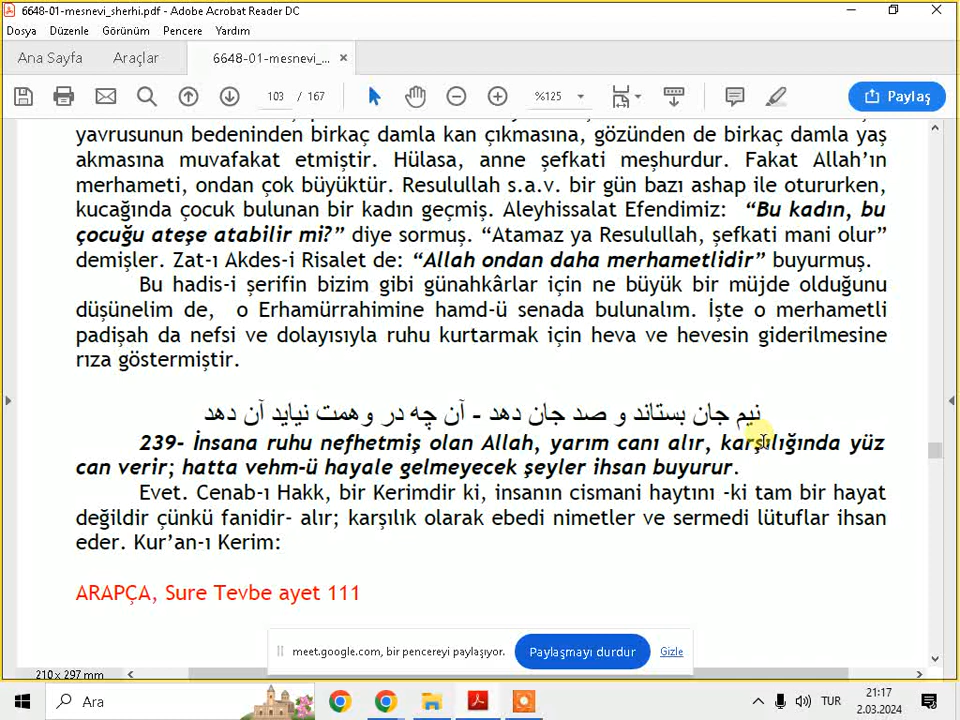 6648-01-mesnevi_sherhi.pdf - Adobe Acrobat Reader DC
Dosya Düzenle Görünüm Pencere Yardım
Ana Sayfa Araçlar 6648-01-mesnevi_...
103 / 167 %125 Paylaş
yavrusunun bedeninden birkaç damla kan çıkmasına, gözünden de birkaç damla yaş
akmasına muvafakat etmiştir. Hülasa, anne şefkati meşhurdur. Fakat Allah’ın
merhameti, ondan çok büyüktür. Resulullah s.a.v. bir gün bazı ashap ile otururken,
kucağında çocuk bulunan bir kadın geçmiş. Aleyhissalat Efendimiz: “Bu kadın, bu
çocuğu ateşe atabilir mi?” diye sormuş. “Atamaz ya Resulullah, şefkati mani olur”
demişler. Zat-ı Akdes-i Risalet de: “Allah ondan daha merhametlidir” buyurmuş.
Bu hadis-i şerifin bizim gibi günahkârlar için ne büyük bir müjde olduğunu
düşünelim de, o Erhamürrahimine hamd-ü senada bulunalım. İşte o merhametli
padişah da nefsi ve dolayısıyla ruhu kurtarmak için heva ve hevesin giderilmesine
rıza göstermiştir.
نیم جان بستاند و صد جان دهد - آن چه در وهمت نیاید آن دهد
239- İnsana ruhu nefhetmiş olan Allah, yarım canı alır, karşılığında yüz
can verir; hatta vehm-ü hayale gelmeyecek şeyler ihsan buyurur.
Evet. Cenab-ı Hakk, bir Kerimdir ki, insanın cismani haytını -ki tam bir hayat
değildir çünkü fanidir- alır; karşılık olarak ebedi nimetler ve sermedi lütuflar ihsan
eder. Kur’an-ı Kerim:
ARAPÇA, Sure Tevbe ayet 111
meet.google.com, bir pencereyi paylaşıyor. Paylaşmayı durdur Gizle
210 x 297 mm
Ara TUR 21:17
2.03.2024